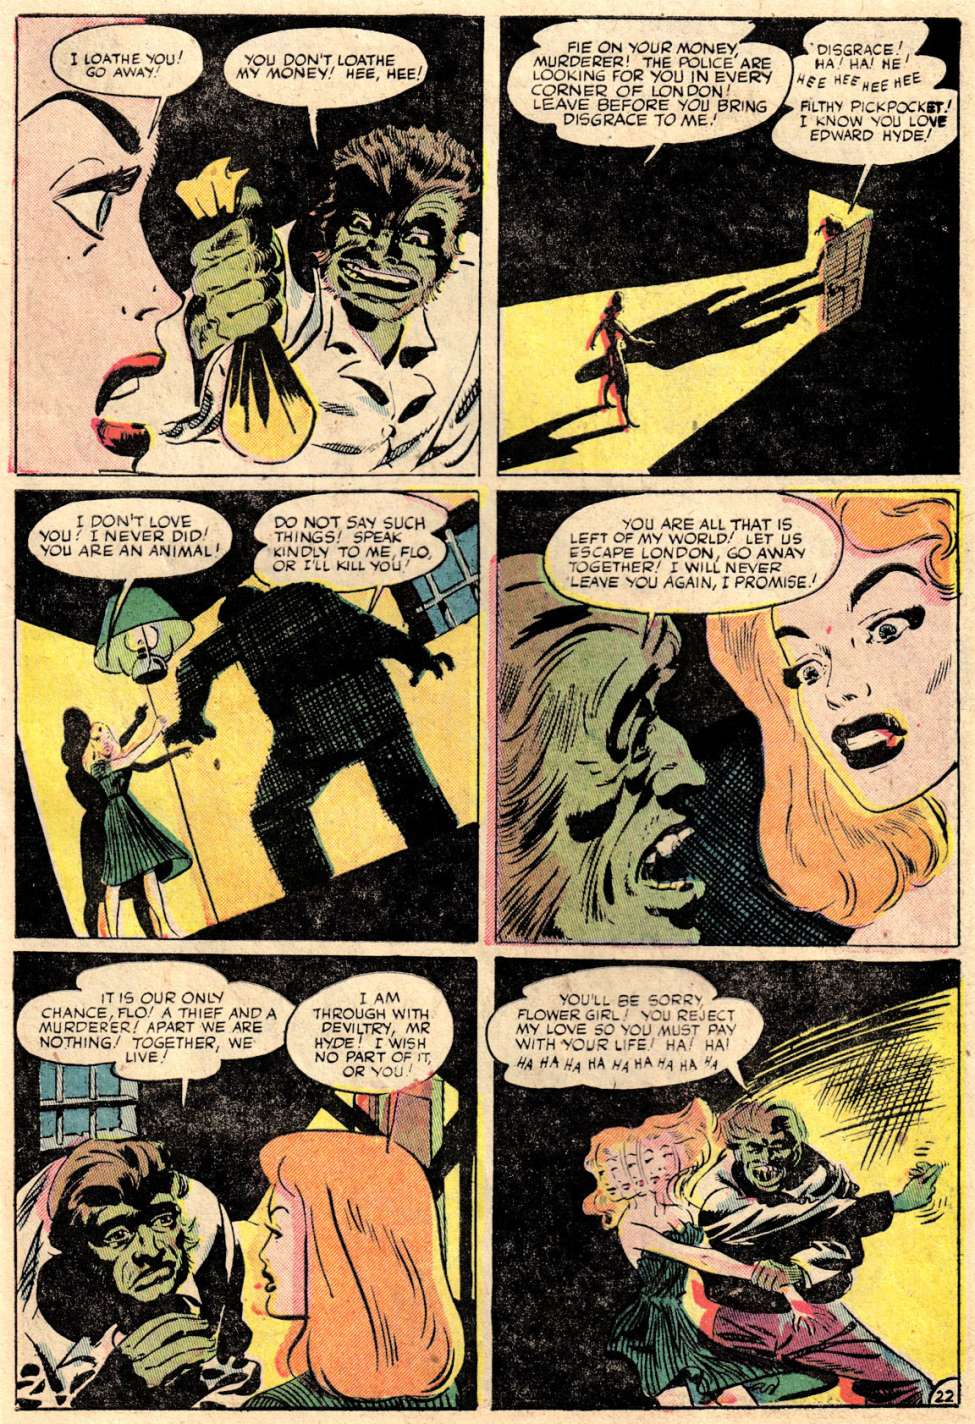 I LOATHE YOU!
GO AWAY!
YOU DON'T LOATHE
MY MONEY! HEE, HEE!
FIE ON YOUR MONEY,
MURDERER! THE POLICE ARE
LOOKING FOR YOU IN EVERY
CORNER OF LONDON!
LEAVE BEFORE YOU BRING
DISGRACE TO ME!
DISGRACE!
HA! HA! HE!
HEE HEE HEE HEE
FILTHY PICKPOCKET!
I KNOW YOU LOVE
EDWARD HYDE!
I DON'T LOVE
YOU! I NEVER DID!
YOU ARE AN ANIMAL!
DO NOT SAY SUCH
THINGS! SPEAK
KINDLY TO ME, FLO,
OR I'LL KILL YOU!
YOU ARE ALL THAT IS
LEFT OF MY WORLD! LET US
ESCAPE LONDON, GO AWAY
TOGETHER! I WILL NEVER
LEAVE YOU AGAIN, I PROMISE!
IT IS OUR ONLY
CHANCE, FLO! A THIEF AND A
MURDERER! APART WE ARE
NOTHING! TOGETHER, WE
LIVE!
I AM
THROUGH WITH
DEVILTRY, MR
HYDE! I WISH
NO PART OF IT,
OR YOU!
YOU'LL BE SORRY,
FLOWER GIRL! YOU REJECT
MY LOVE SO YOU MUST PAY
WITH YOUR LIFE! HA! HA!
HA HA HA HA HA HA HA HA HA
22